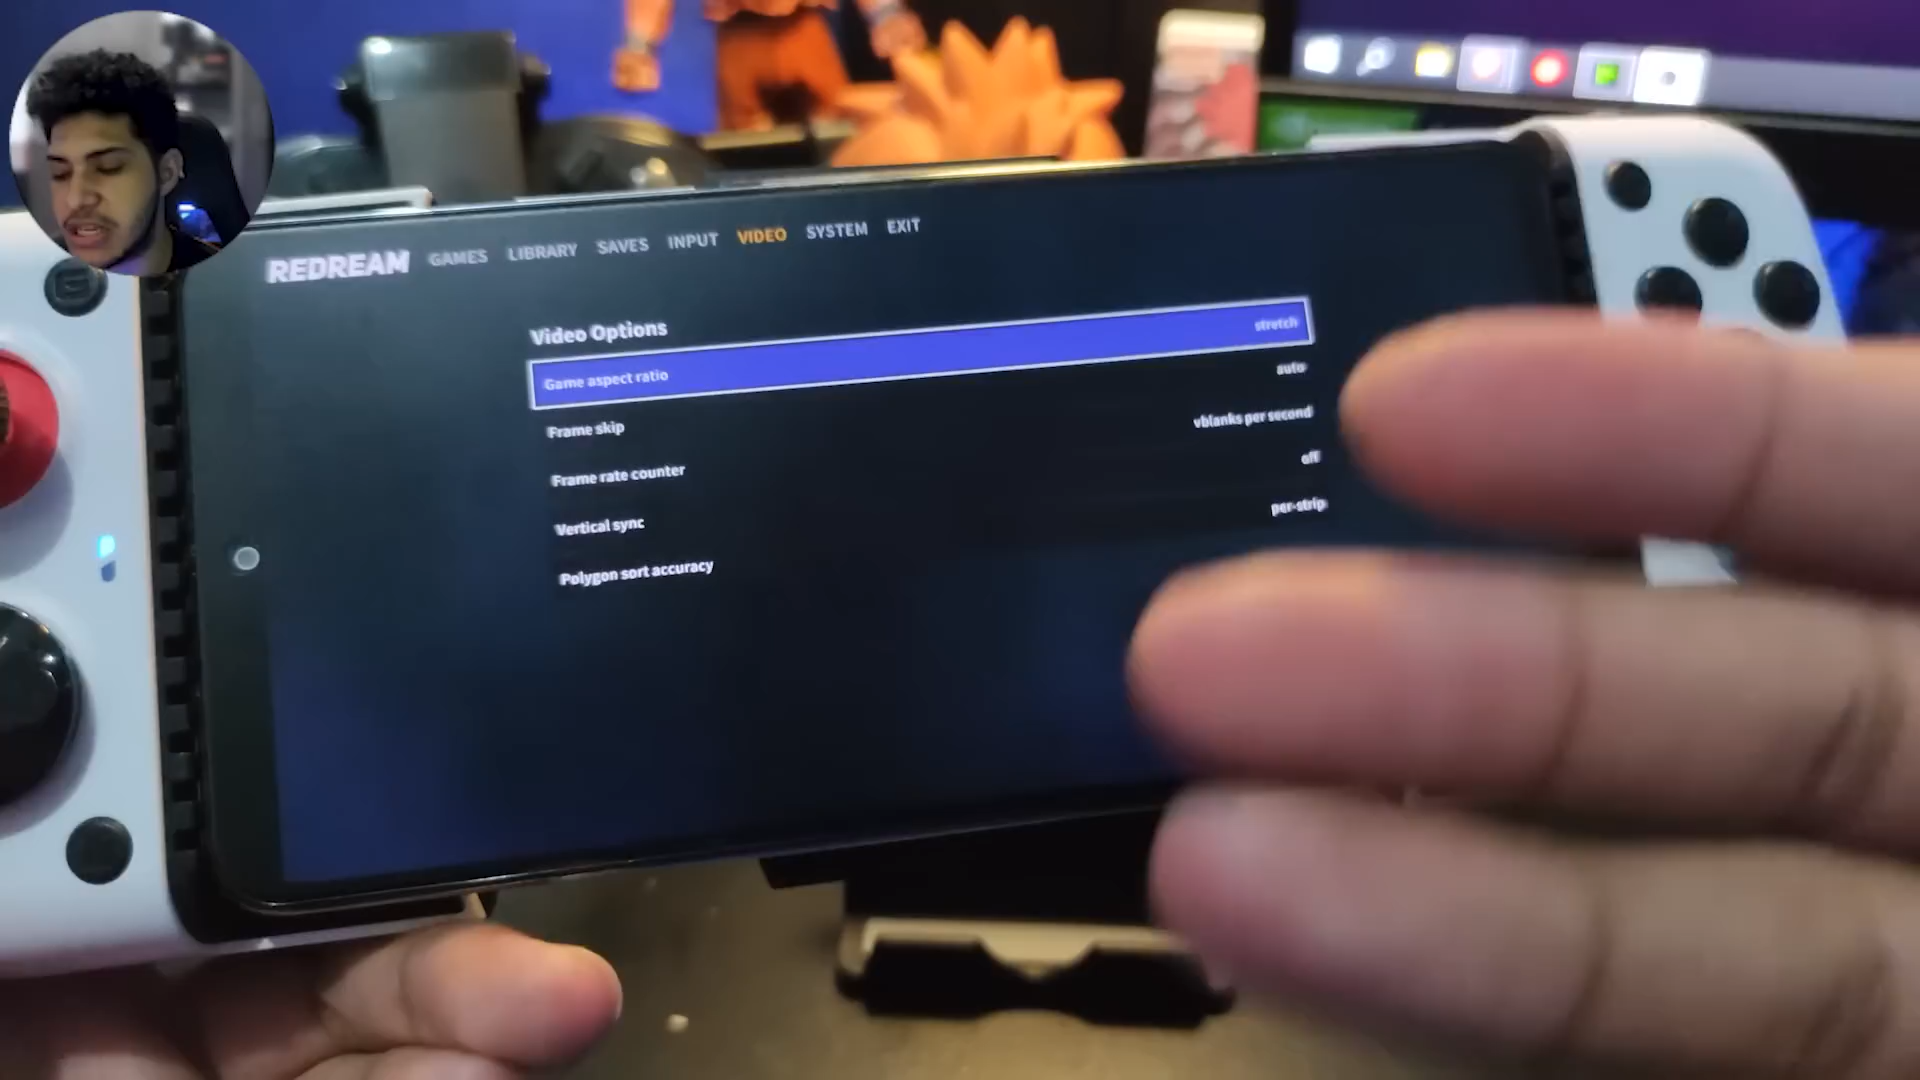 REDREAM GAMES LIBRARY SAVES INPUT VIDEO SYSTEM EXIT
Video Options
Game aspect ratio stretch
Frame skip auto
Frame rate counter vblanks per second
Vertical sync off
Polygon sort accuracy per-strip